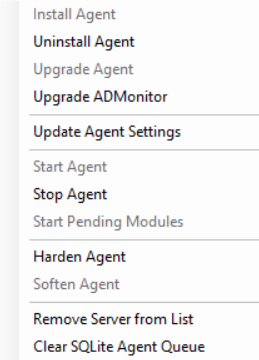 Install Agent
Uninstall Agent
Upgrade Agent
Upgrade ADMonitor
Update Agent Settings
Start Agent
Stop Agent
Start Pending Modules
Harden Agent
Soften Agent
Remove Server from List
Clear SQLite Agent Queue